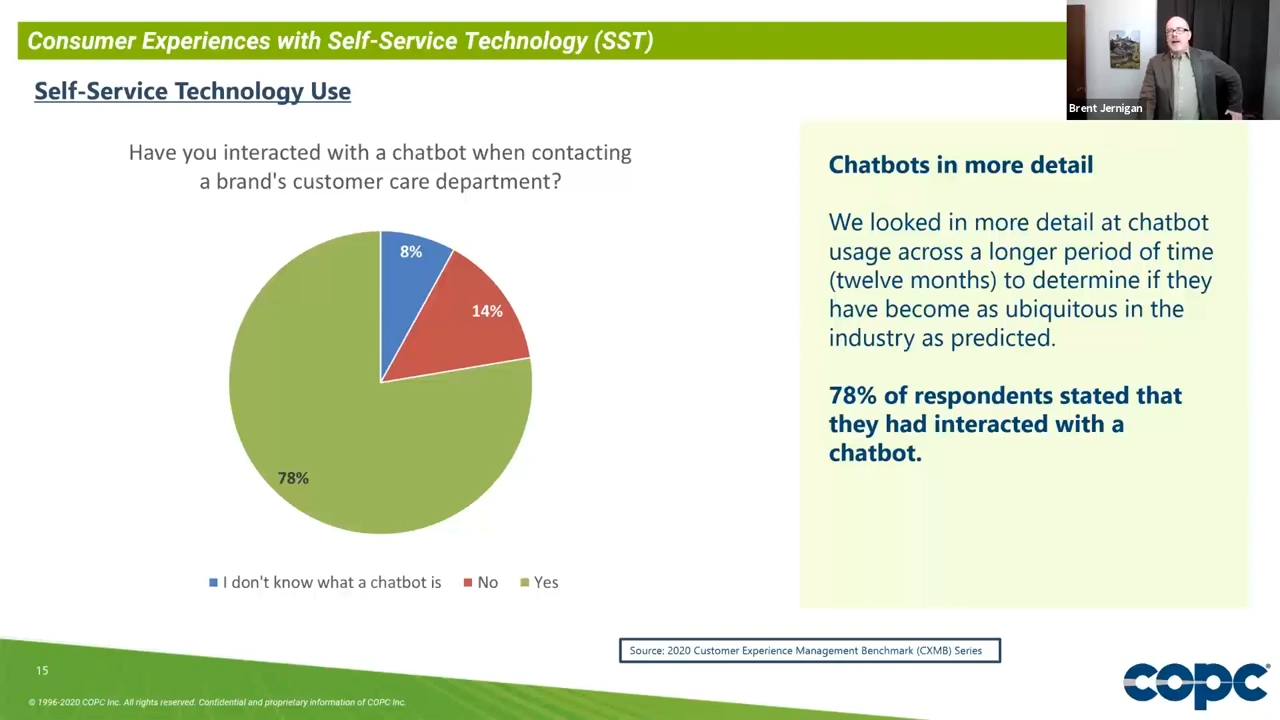 Consumer Experiences with Self-Service Technology (SST)
Brent Jernigan
Self-Service Technology Use
Have you interacted with a chatbot when contacting
a brand's customer care department?
8%
14%
78%
I don't know what a chatbot is No Yes
Chatbots in more detail
We looked in more detail at chatbot
usage across a longer period of time
(twelve months) to determine if they
have become as ubiquitous in the
industry as predicted.
78% of respondents stated that
they had interacted with a
chatbot.
Source: 2020 Customer Experience Management Benchmark (CXMB) Series
15
© 1996-2020 COPC Inc. All rights reserved. Confidential and proprietary information of COPC Inc.
copc